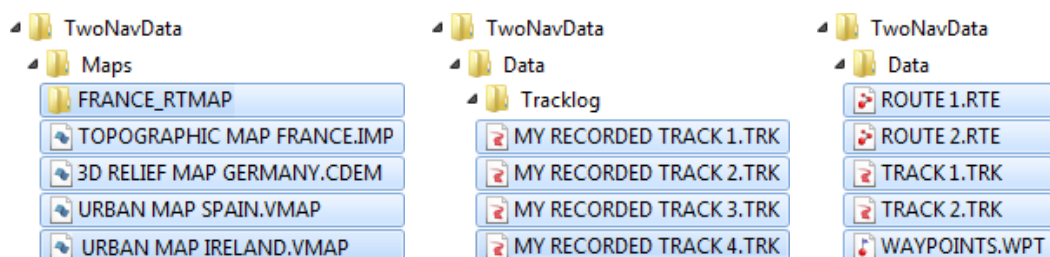 TwoNavData
Maps
FRANCE_RTMAP
TOPOGRAPHIC MAP FRANCE.IMP
3D RELIEF MAP GERMANY.CDEM
URBAN MAP SPAIN.VMAP
URBAN MAP IRELAND.VMAP
TwoNavData
Data
Tracklog
MY RECORDED TRACK 1.TRK
MY RECORDED TRACK 2.TRK
MY RECORDED TRACK 3.TRK
MY RECORDED TRACK 4.TRK
TwoNavData
Data
ROUTE 1.RTE
ROUTE 2.RTE
TRACK 1.TRK
TRACK 2.TRK
WAYPOINTS.WPT